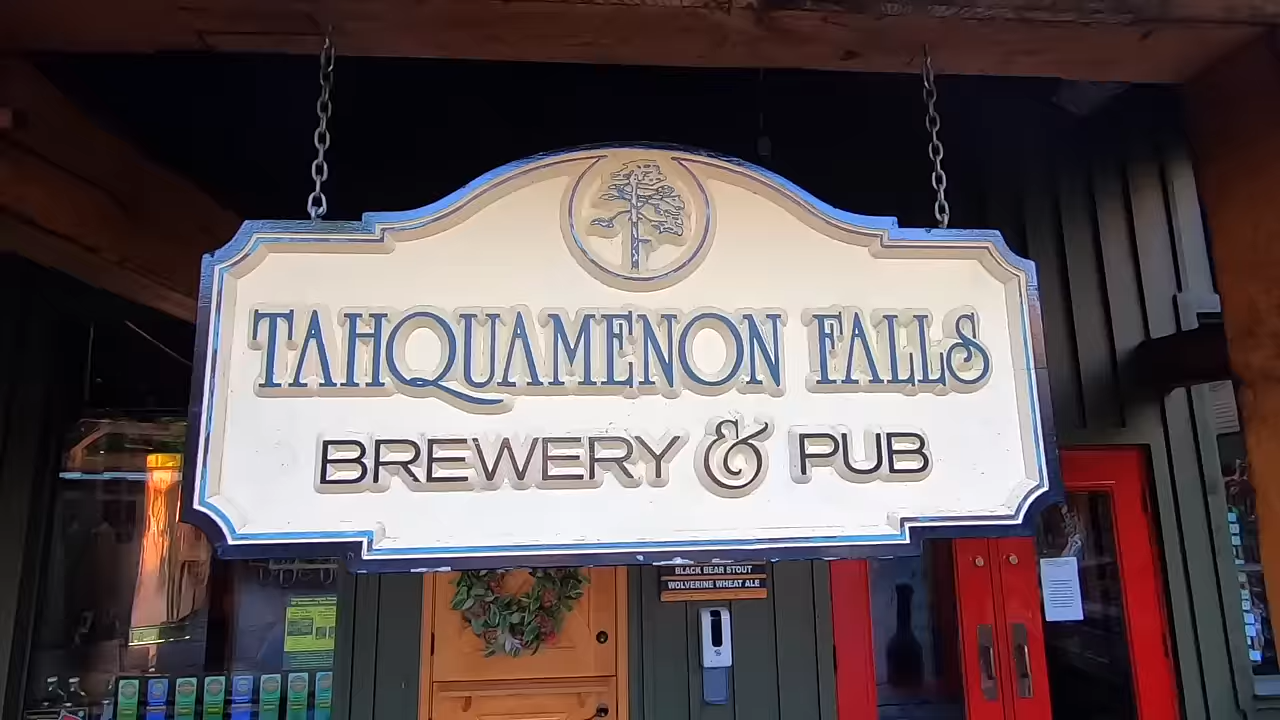 TAHQUAMENON FALLS
BREWERY & PUB
BLACK BEAR STOUT
WOLVERINE WHEAT ALE